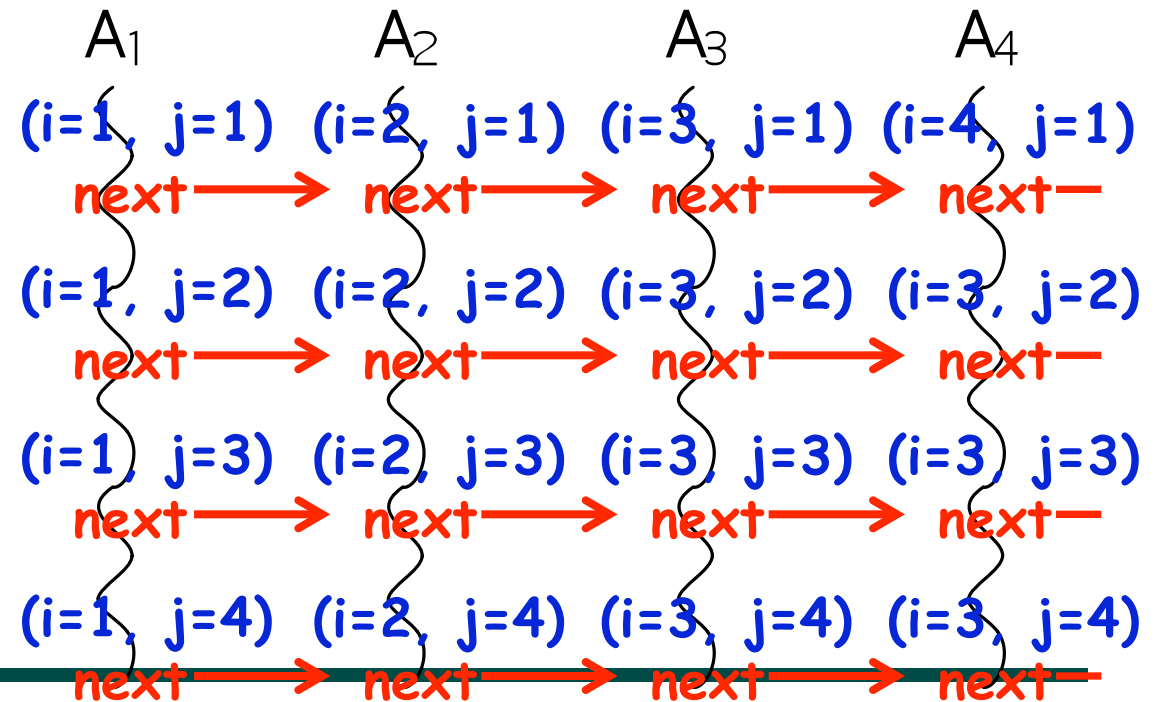 A1 A2 A3 A4
(i=1, j=1) (i=2, j=1) (i=3, j=1) (i=4, j=1)
next next next next
(i=1, j=2) (i=2, j=2) (i=3, j=2) (i=3, j=2)
next next next next
(i=1, j=3) (i=2, j=3) (i=3, j=3) (i=3, j=3)
next next next next
(i=1, j=4) (i=2, j=4) (i=3, j=4) (i=3, j=4)
next next next next